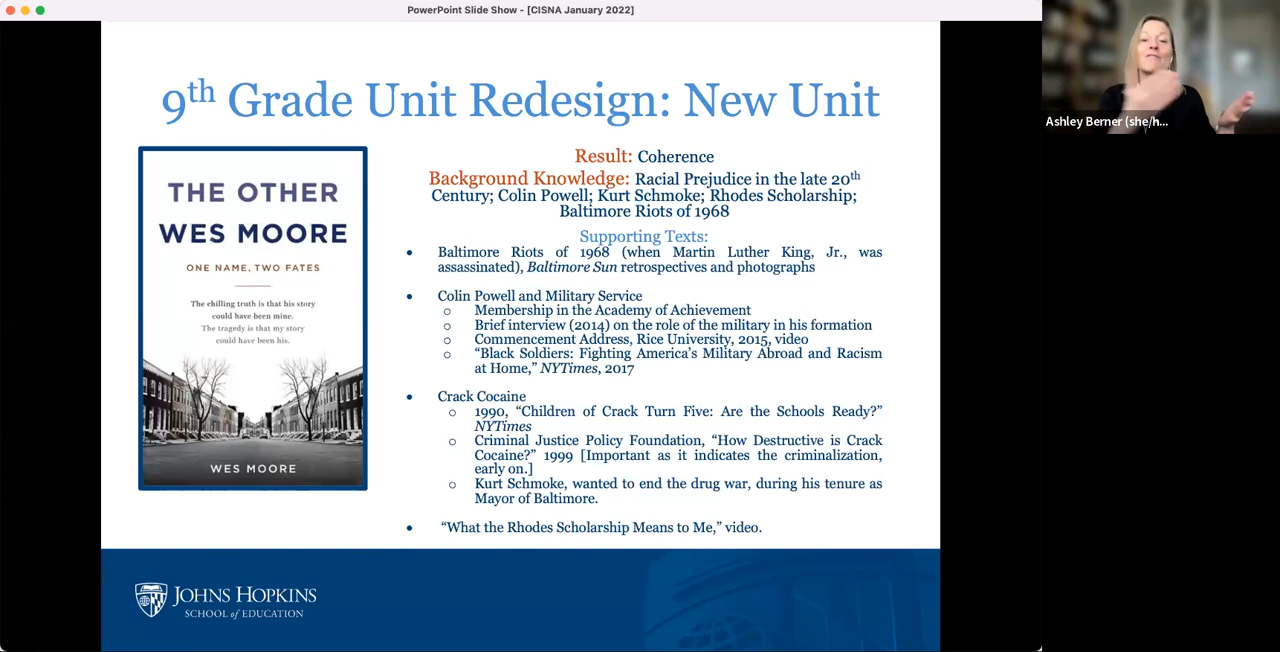 PowerPoint Slide Show - [CISNA January 2022]
Ashley Berner (she/h...
9th Grade Unit Redesign: New Unit
THE OTHER
WES MOORE
ONE NAME, TWO FATES
The chilling truth is that his story
could have been mine.
The tragedy is that my story
could have been his.
WES MOORE
Result: Coherence
Background Knowledge: Racial Prejudice in the late 20th
Century; Colin Powell; Kurt Schmoke; Rhodes Scholarship;
Baltimore Riots of 1968
Supporting Texts:
• Baltimore Riots of 1968 (when Martin Luther King, Jr., was
assassinated), Baltimore Sun retrospectives and photographs
• Colin Powell and Military Service
o Membership in the Academy of Achievement
o Brief interview (2014) on the role of the military in his formation
o Commencement Address, Rice University, 2015, video
o “Black Soldiers: Fighting America’s Military Abroad and Racism
at Home,” NYTimes, 2017
• Crack Cocaine
o 1990, “Children of Crack Turn Five: Are the Schools Ready?”
NYTimes
o Criminal Justice Policy Foundation, “How Destructive is Crack
Cocaine?” 1999 [Important as it indicates the criminalization,
early on.]
o Kurt Schmoke, wanted to end the drug war, during his tenure as
Mayor of Baltimore.
• “What the Rhodes Scholarship Means to Me,” video.
JOHNS HOPKINS
SCHOOL of EDUCATION